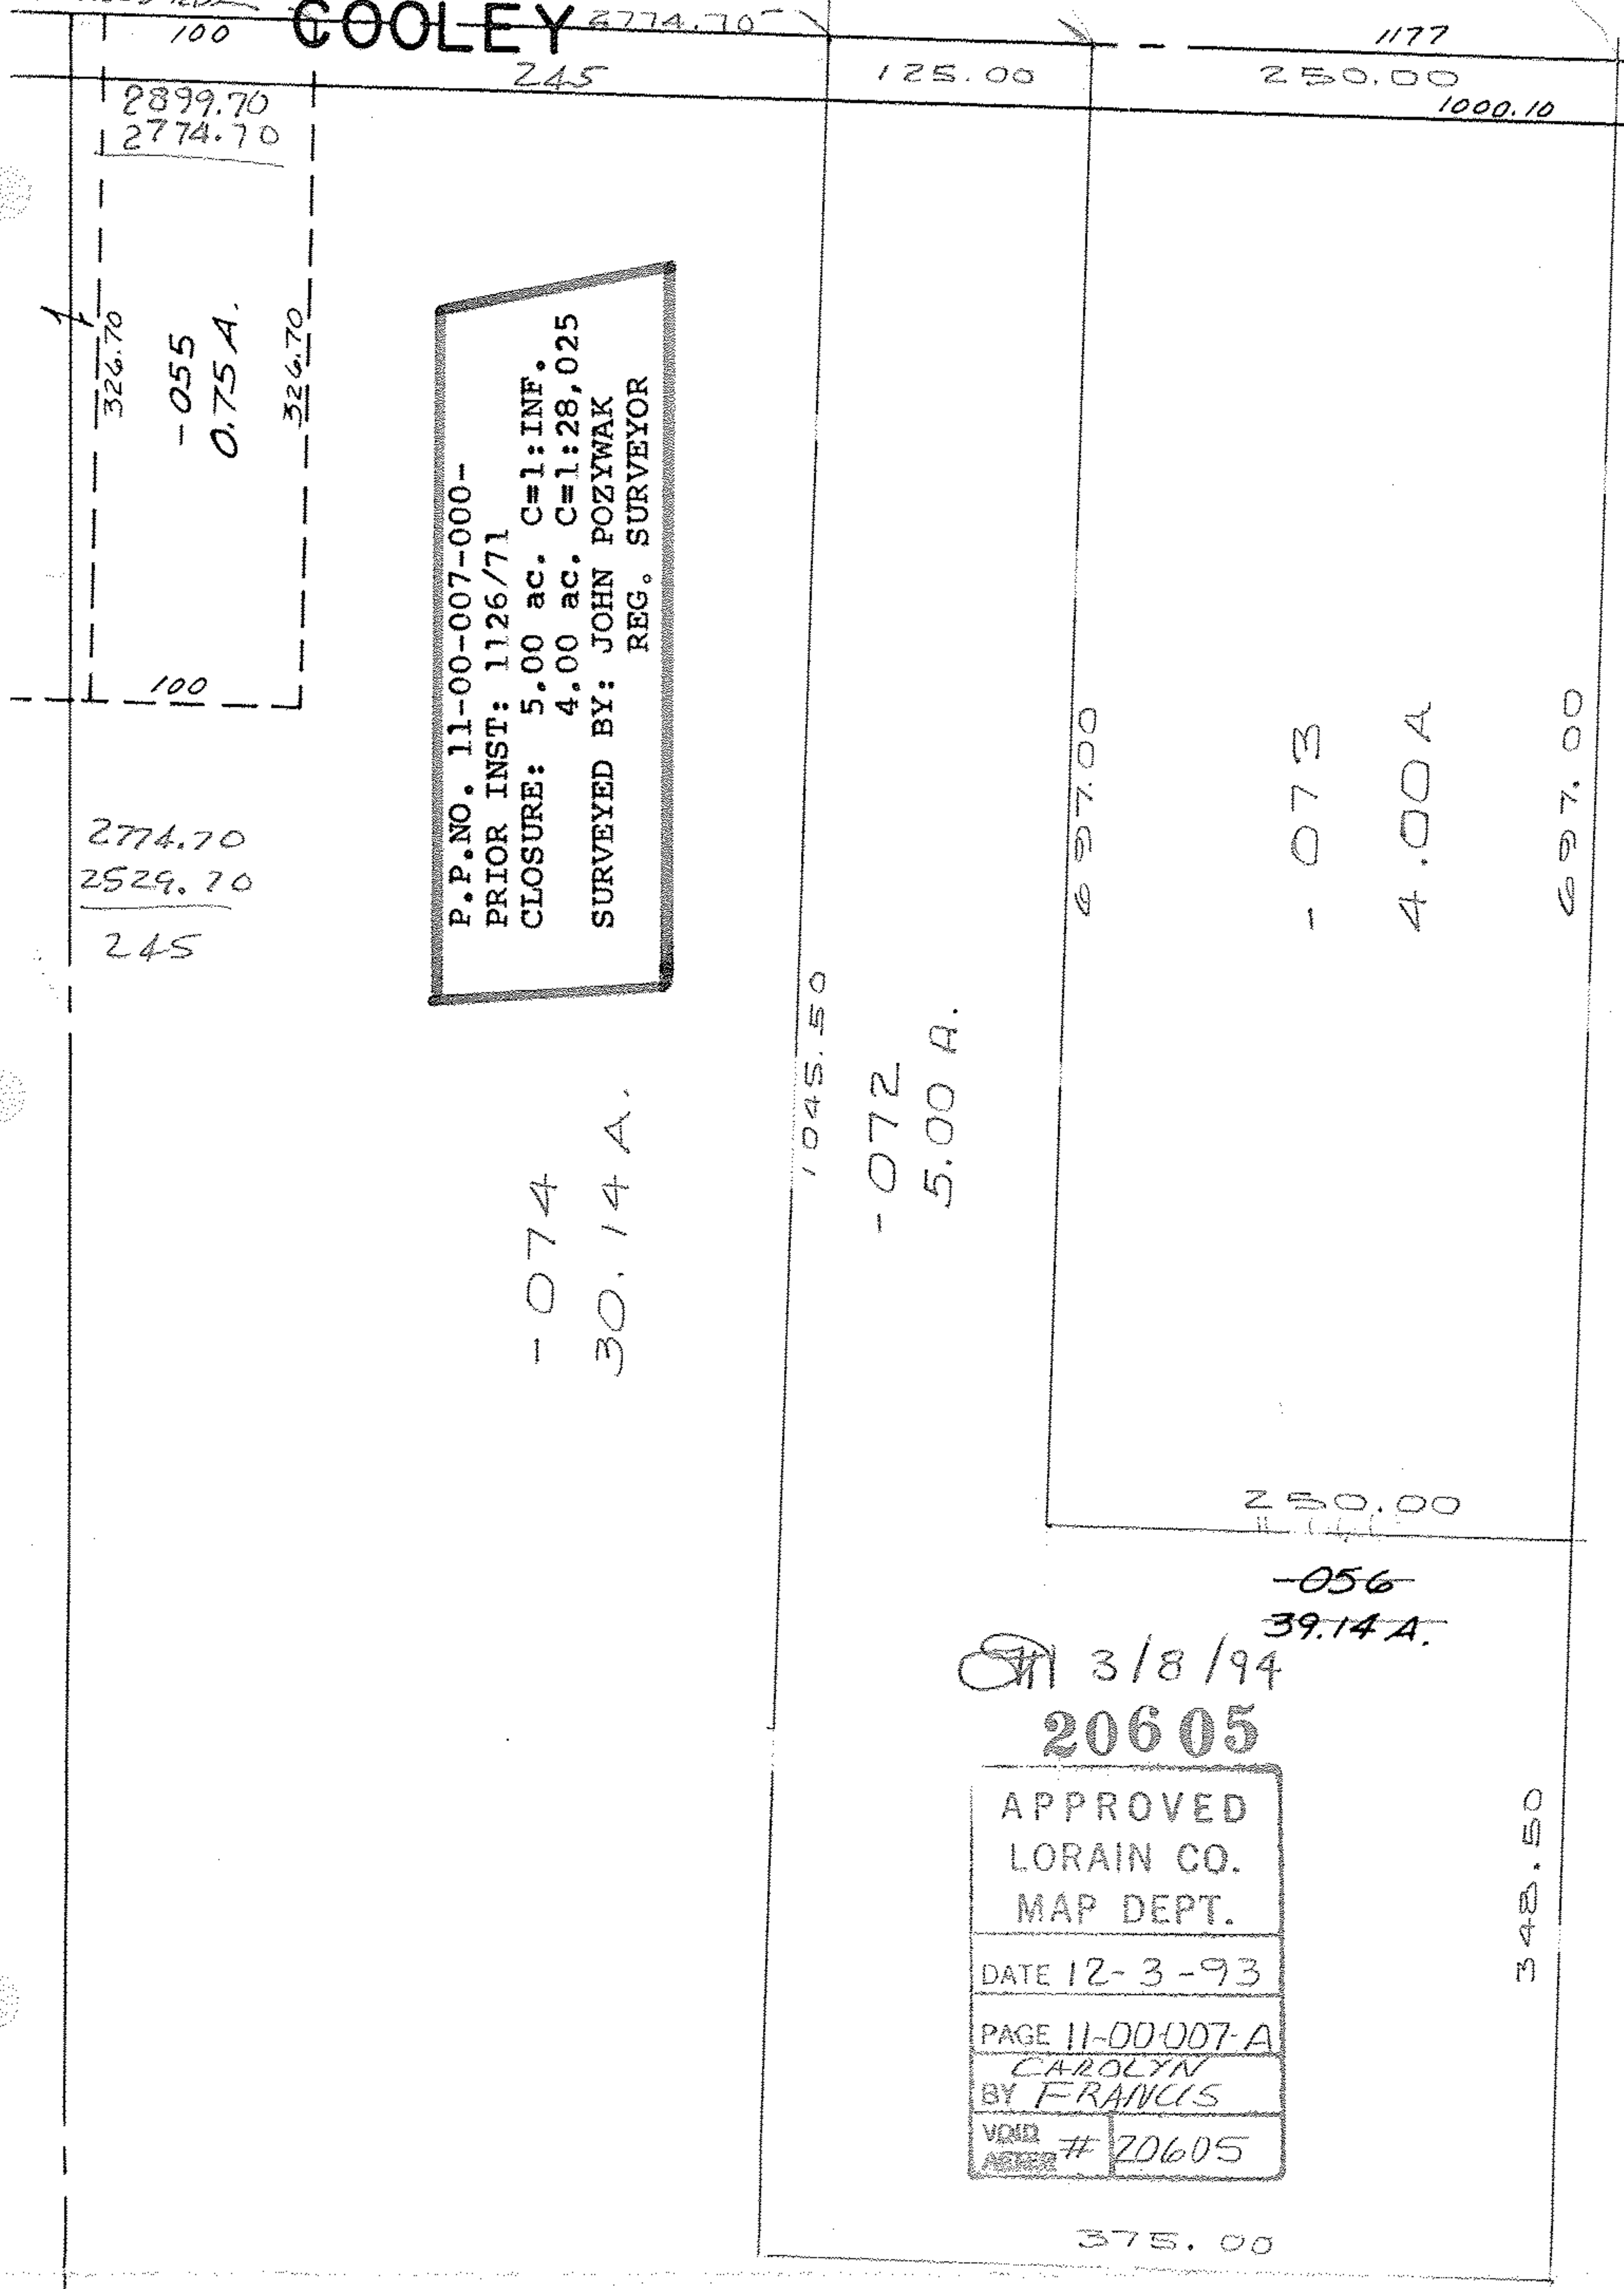 100
COOLEY
2774.70
1177
245
125.00
250.00
1000.10
2899.70
2774.70
326.70
-055
0.75 A.
326.70
100
P.P.NO. 11-00-007-000-
PRIOR INST: 1126/71
CLOSURE: 5.00 ac. C=1:INF.
4.00 ac. C=1:28,025
SURVEYED BY: JOHN POZYWAK
REG. SURVEYOR
2774.70
2529.70
245
697.00
-073
4.00 A
697.00
1045.50
-072
5.00 A.
-074
30.14 A.
250.00
-056
39.14 A.
3/8/94
20605
APPROVED
LORAIN CO.
MAP DEPT.
DATE 12-3-93
PAGE 11-00-007-A
CAROLYN
BY FRANCIS
VOID
AFTER # 20605
348.50
375.00